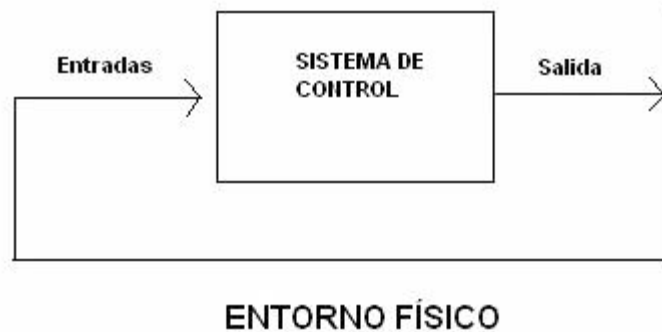 Entradas
SISTEMA DE
CONTROL
Salida
ENTORNO FÍSICO